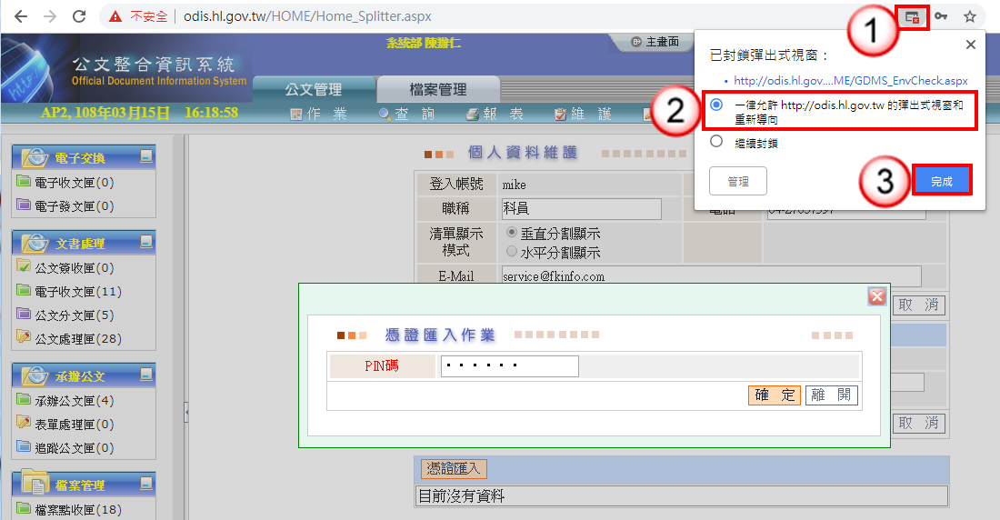 不安全
odis.hl.gov.tw/HOME/Home_Splitter.aspx
1
公文整合資訊系統
Official Document Information System
系統部 陳辦仁
主畫面
公文管理
檔案管理
AP2, 108年03月15日 16:18:58
作 業
查 詢
報 表
維 護
已封鎖彈出式視窗：
• http://odis.hl.gov....ME/GDMS_EnvCheck.aspx
2
一律允許 http://odis.hl.gov.tw 的彈出式視窗和
重新導向
繼續封鎖
管理
3
完成
電子交換
電子收文匣(0)
電子發文匣(0)
文書處理
公文簽收匣(0)
電子收文匣(11)
公文分文匣(5)
公文處理匣(28)
承辦公文
承辦公文匣(4)
表單處理匣(0)
追蹤公文匣(0)
檔案管理
檔案點收匣(18)
個人資料維護
登入帳號
mike
職稱
科員
清單顯示
模式
垂直分割顯示
水平分割顯示
E-Mail
service@fkinfo.com
取 消
憑證匯入作業
PIN碼
••••••
確 定
離 開
取 消
憑證匯入
目前沒有資料